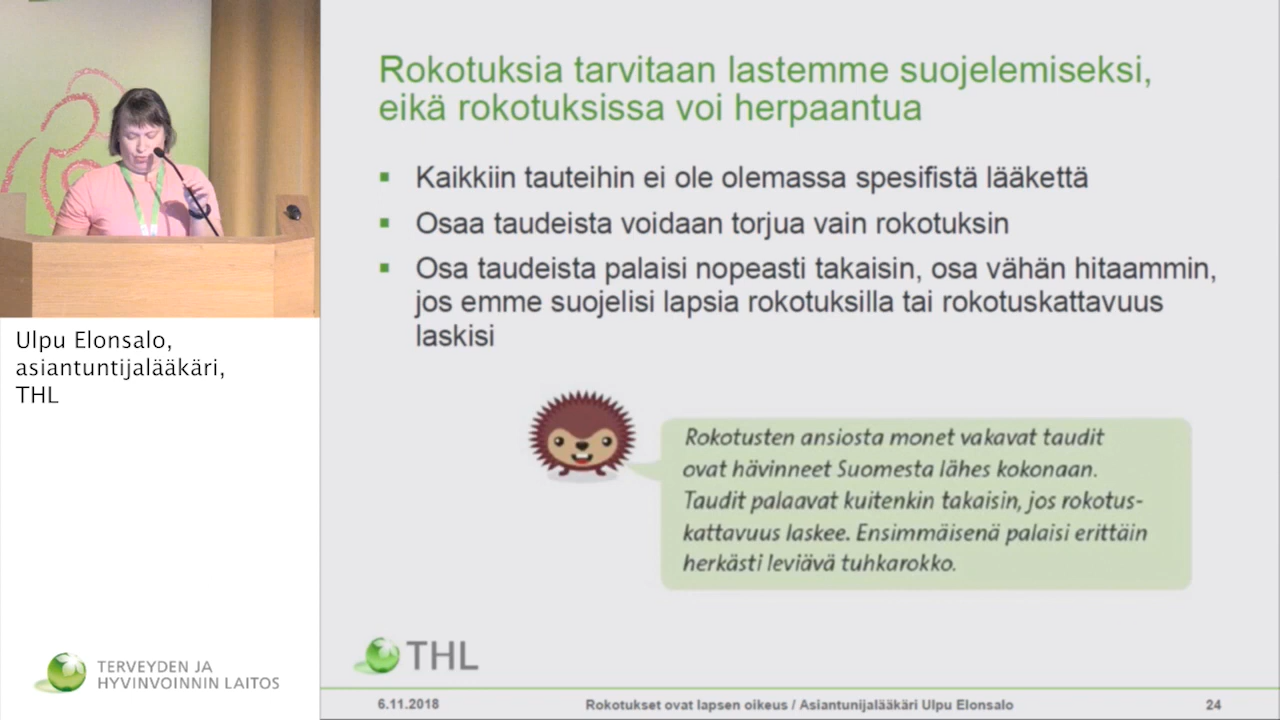 Rokotuksia tarvitaan lastemme suojelemiseksi,
eikä rokotuksissa voi herpaantua
Kaikkiin tauteihin ei ole olemassa spesifistä lääkettä
Osaa taudeista voidaan torjua vain rokotuksin
Osa taudeista palaisi nopeasti takaisin, osa vähän hitaammin,
jos emme suojelisi lapsia rokotuksilla tai rokotuskattavuus
laskisi
Rokotusten ansiosta monet vakavat taudit
ovat hävinneet Suomesta lähes kokonaan.
Taudit palaavat kuitenkin takaisin, jos rokotus-
kattavuus laskee. Ensimmäisenä palaisi erittäin
herkästi leviävä tuhkarokko.
THL
6.11.2018 Rokotukset ovat lapsen oikeus / Asiantunijalääkäri Ulpu Elonsalo 24
Ulpu Elonsalo,
asiantuntijalääkäri,
THL
TERVEYDEN JA
HYVINVOINNIN LAITOS